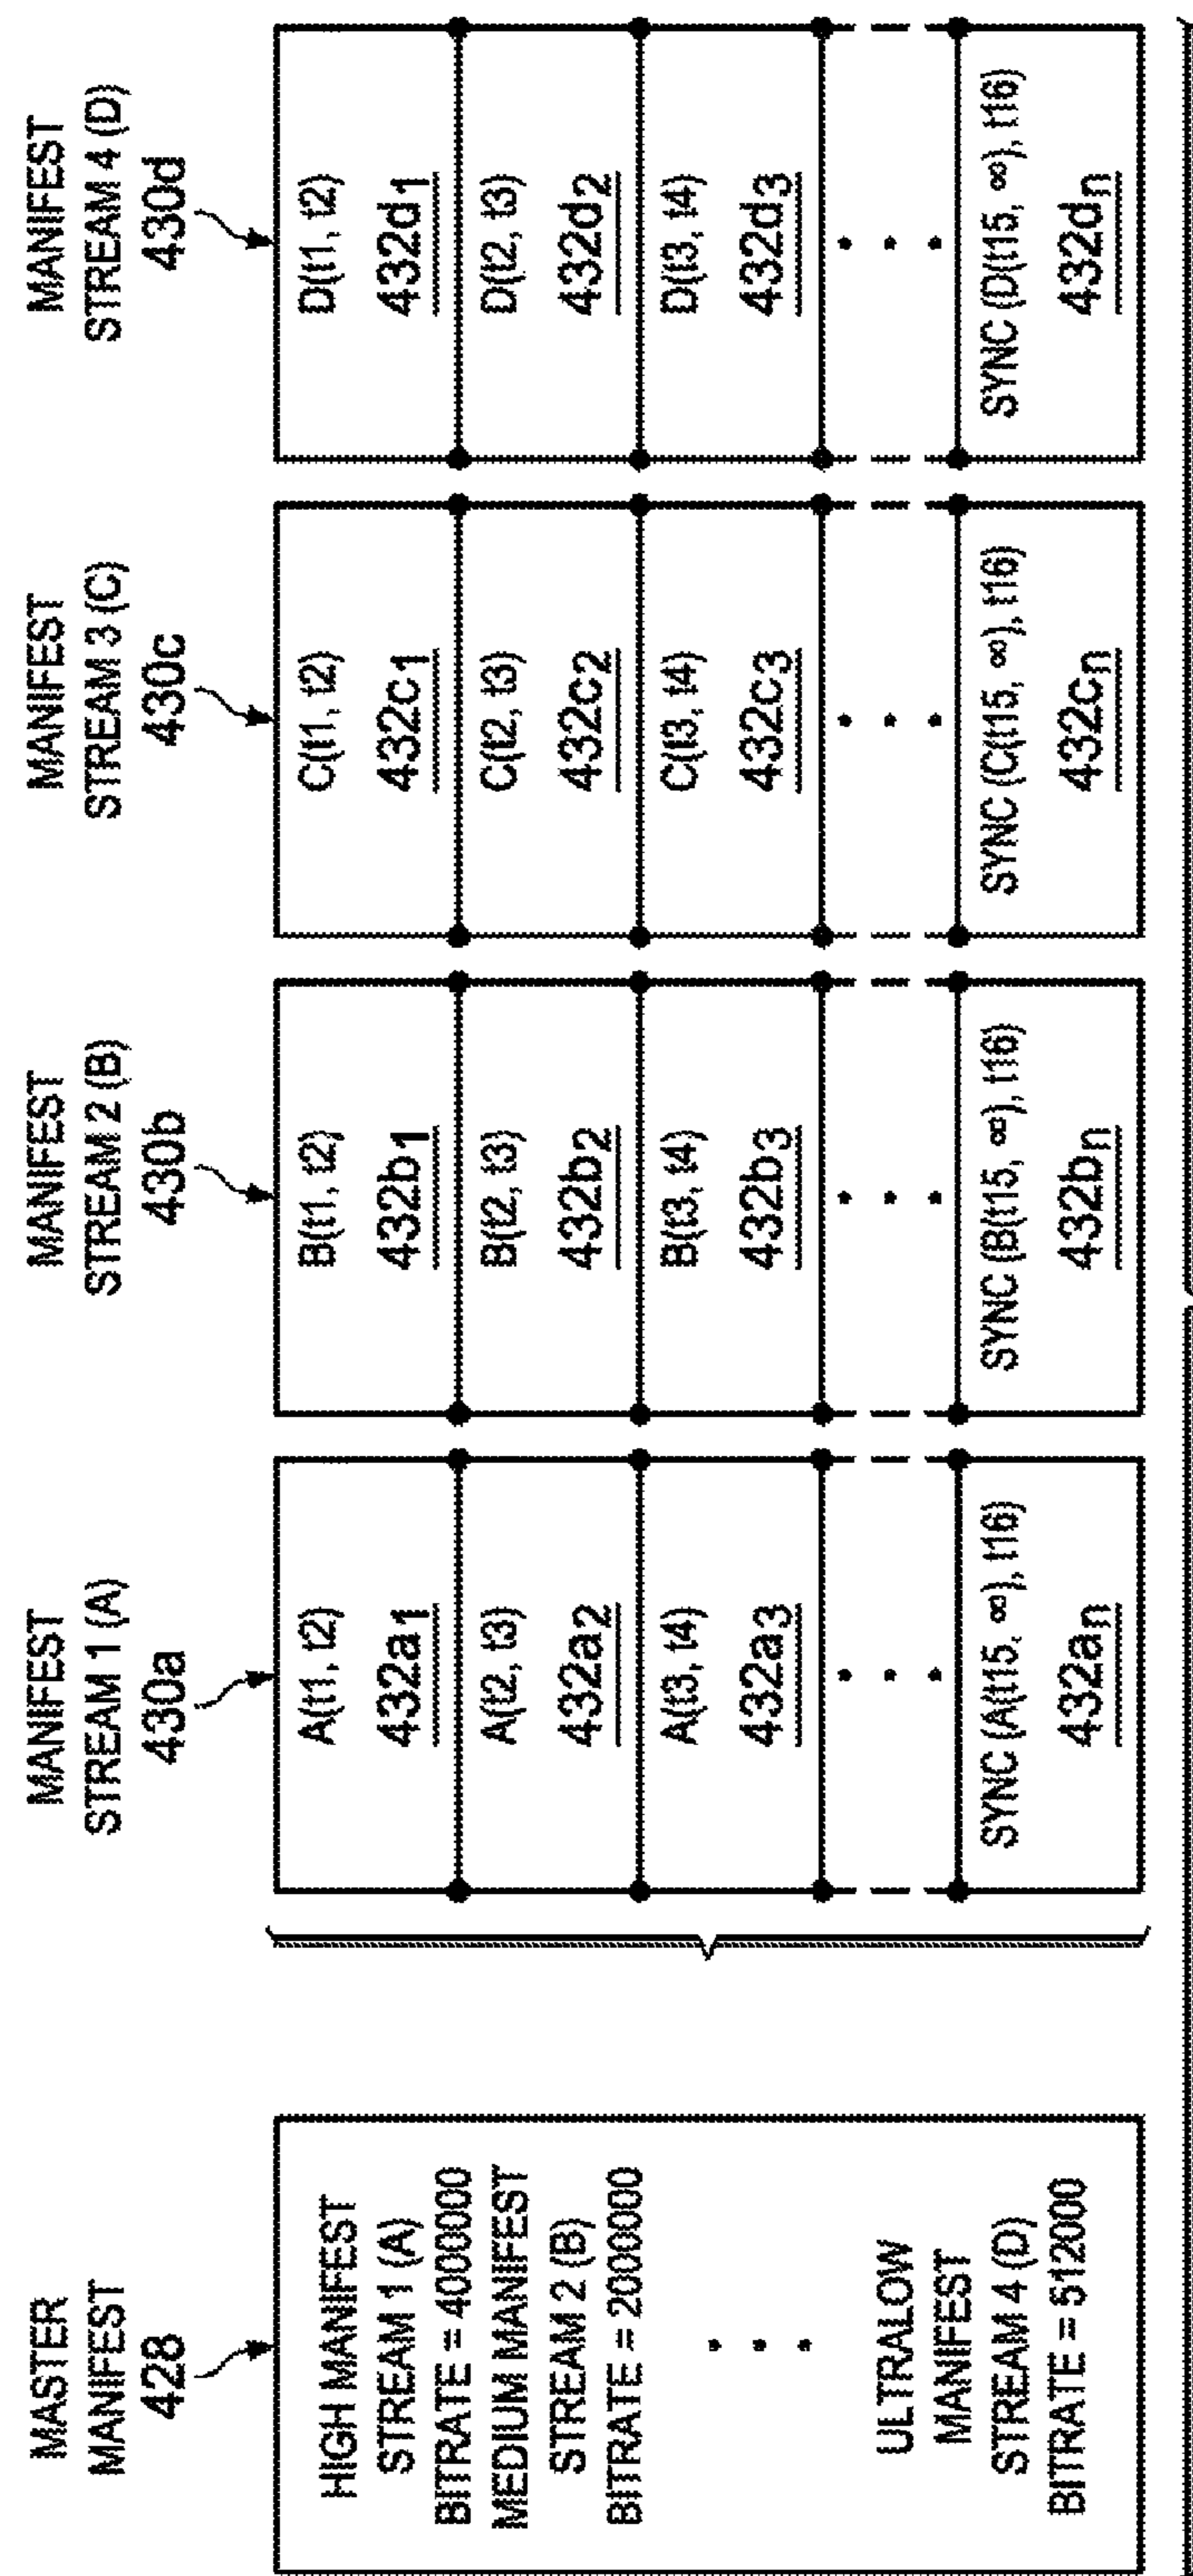 MASTER
MANIFEST
428
HIGH MANIFEST
STREAM 1 (A)
BITRATE = 4000000
MEDIUM MANIFEST
STREAM 2 (B)
BITRATE = 2000000
ULTRALOW
MANIFEST
STREAM 4 (D)
BITRATE = 512000
MANIFEST
STREAM 1 (A)
430a
A(t1, t2)
432a1
A(t2, t3)
432a2
A(t3, t4)
432a3
SYNC (A(t15, ∞), t16)
432an
MANIFEST
STREAM 2 (B)
430b
B(t1, t2)
432b1
B(t2, t3)
432b2
B(t3, t4)
432b3
SYNC (B(t15, ∞), t16)
432bn
MANIFEST
STREAM 3 (C)
430c
C(t1, t2)
432c1
C(t2, t3)
432c2
C(t3, t4)
432c3
SYNC (C(t15, ∞), t16)
432cn
MANIFEST
STREAM 4 (D)
430d
D(t1, t2)
432d1
D(t2, t3)
432d2
D(t3, t4)
432d3
SYNC (D(t15, ∞), t16)
432dn